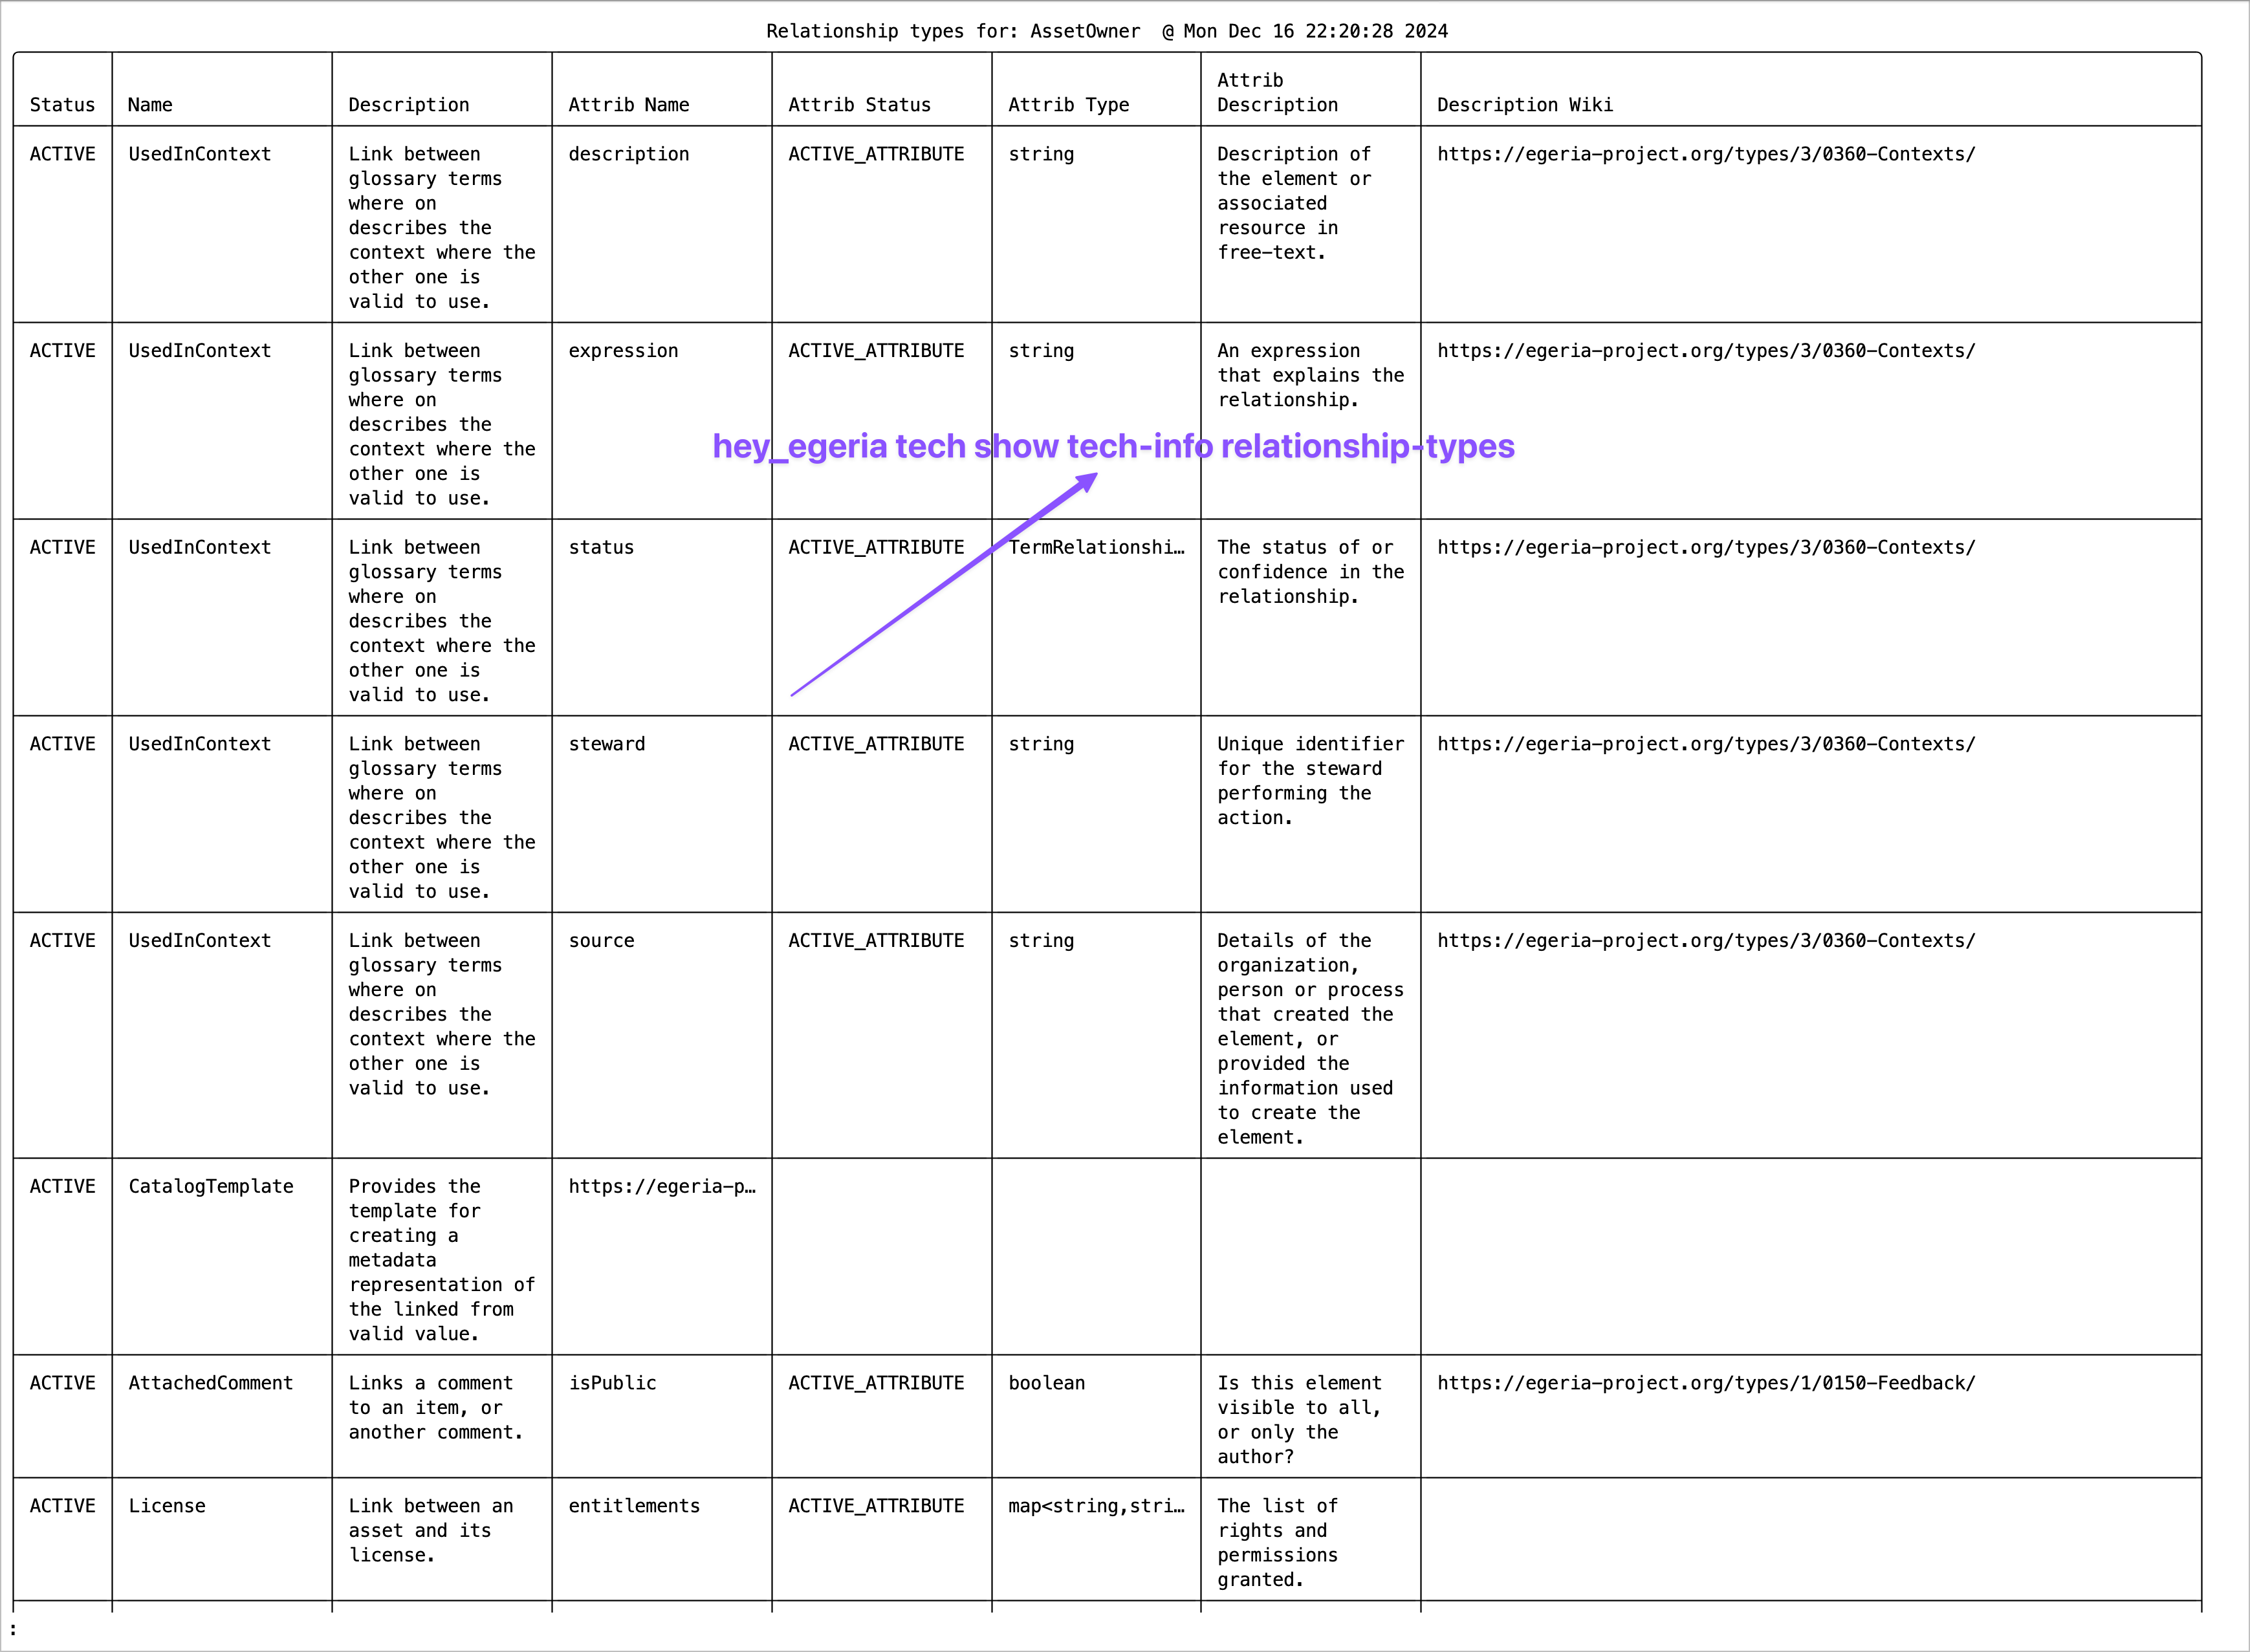 Relationship types for: AssetOwner @ Mon Dec 16 22:20:28 2024
Status
Name
Description
Attrib Name
Attrib Status
Attrib Type
Attrib
Description
Description Wiki
ACTIVE
UsedInContext
Link between
glossary terms
where on
describes the
context where the
other one is
valid to use.
description
ACTIVE_ATTRIBUTE
string
Description of
the element or
associated
resource in
free-text.
https://egeria-project.org/types/3/0360-Contexts/
ACTIVE
UsedInContext
Link between
glossary terms
where on
describes the
context where the
other one is
valid to use.
expression
ACTIVE_ATTRIBUTE
string
An expression
that explains the
relationship.
https://egeria-project.org/types/3/0360-Contexts/
hey_egeria tech show tech-info relationship-types
ACTIVE
UsedInContext
Link between
glossary terms
where on
describes the
context where the
other one is
valid to use.
status
ACTIVE_ATTRIBUTE
TermRelationshi…
The status of or
confidence in the
relationship.
https://egeria-project.org/types/3/0360-Contexts/
ACTIVE
UsedInContext
Link between
glossary terms
where on
describes the
context where the
other one is
valid to use.
steward
ACTIVE_ATTRIBUTE
string
Unique identifier
for the steward
performing the
action.
https://egeria-project.org/types/3/0360-Contexts/
ACTIVE
UsedInContext
Link between
glossary terms
where on
describes the
context where the
other one is
valid to use.
source
ACTIVE_ATTRIBUTE
string
Details of the
organization,
person or process
that created the
element, or
provided the
information used
to create the
element.
https://egeria-project.org/types/3/0360-Contexts/
ACTIVE
CatalogTemplate
Provides the
template for
creating a
metadata
representation of
the linked from
valid value.
https://egeria-p…
ACTIVE
AttachedComment
Links a comment
to an item, or
another comment.
isPublic
ACTIVE_ATTRIBUTE
boolean
Is this element
visible to all,
or only the
author?
https://egeria-project.org/types/1/0150-Feedback/
ACTIVE
License
Link between an
asset and its
license.
entitlements
ACTIVE_ATTRIBUTE
map<string,stri…
The list of
rights and
permissions
granted.
: